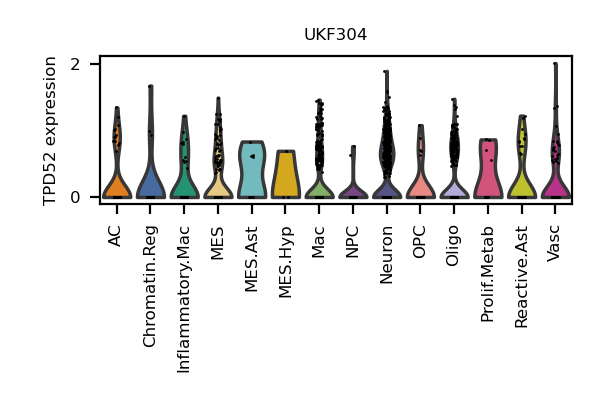 UKF304
TPD52 expression
2
0
AC
Chromatin.Reg
Inflammatory.Mac
MES
MES.Ast
MES.Hyp
Mac
NPC
Neuron
OPC
Oligo
Prolif.Metab
Reactive.Ast
Vasc